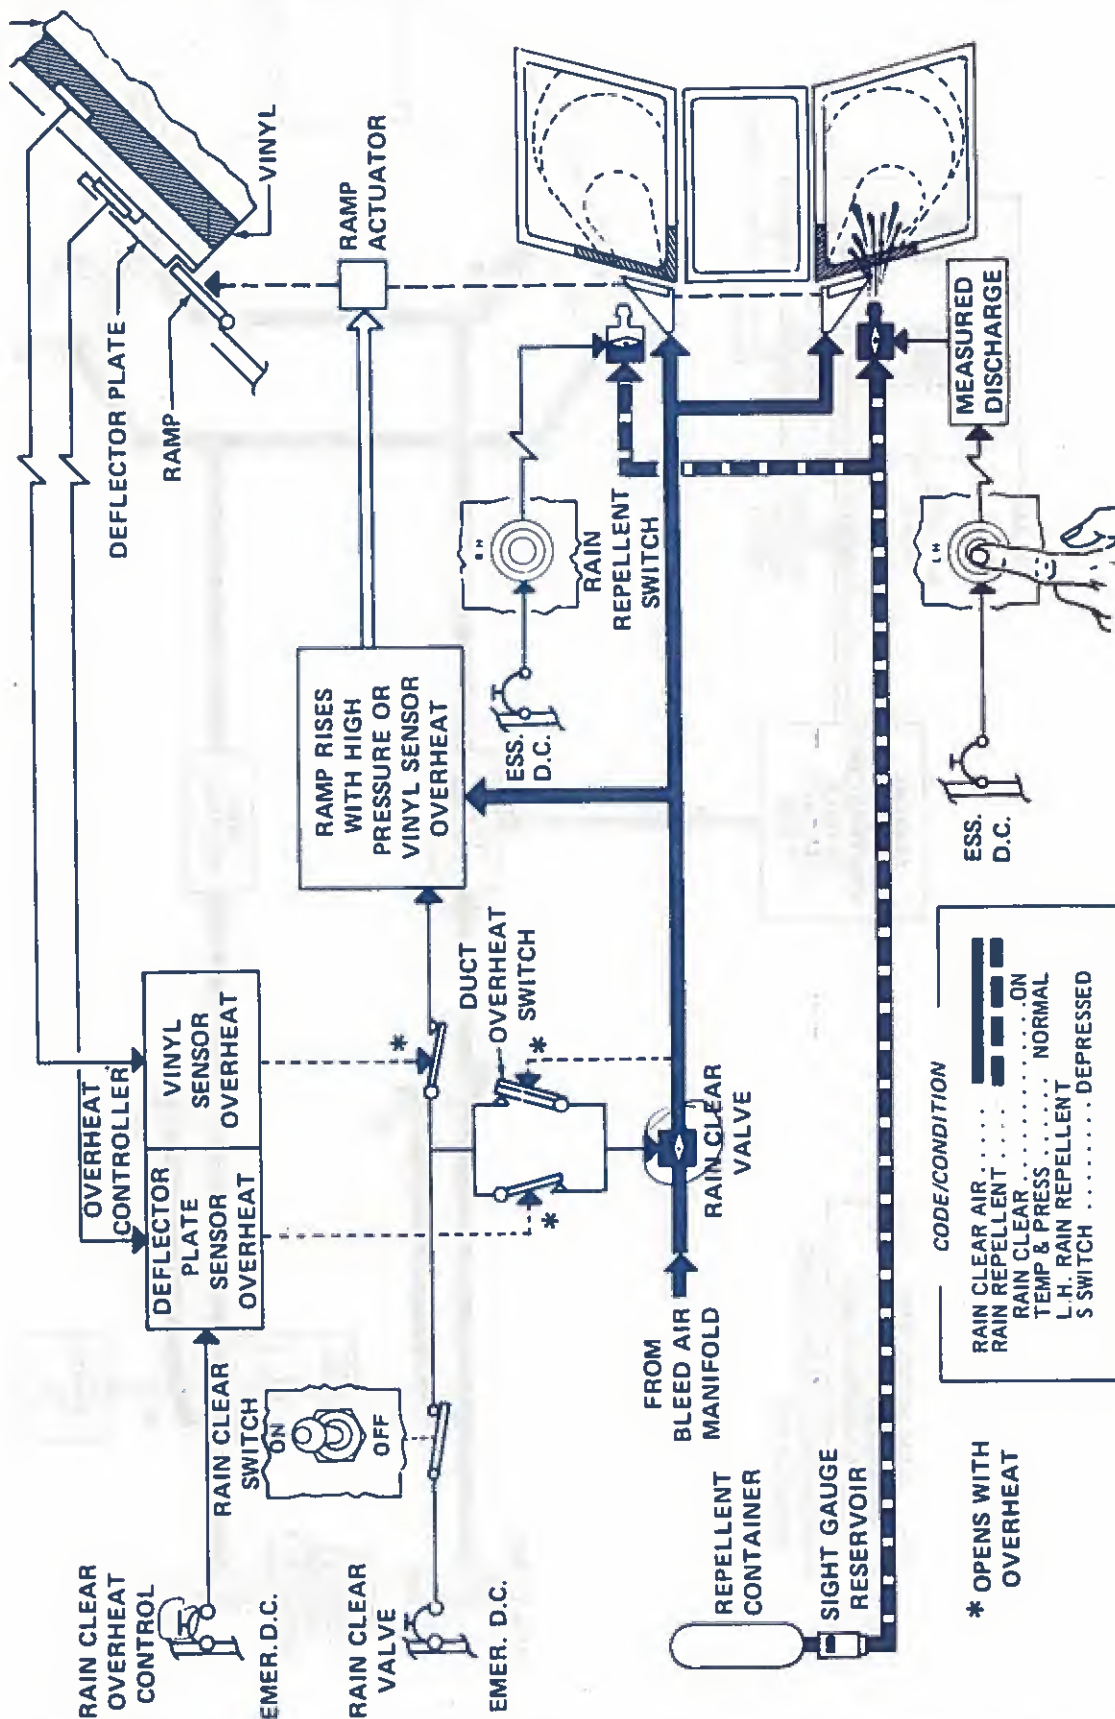 RAIN CLEAR
OVERHEAT
CONTROL
EMER. D.C.
RAIN CLEAR
VALVE
EMER. D.C.
RAIN CLEAR
SWITCH
ON
OFF
OVERHEAT
CONTROLLER
DEFLECTOR
PLATE
SENSOR
OVERHEAT
VINYL
SENSOR
OVERHEAT
*
*
*
DUCT
OVERHEAT
SWITCH
RAMP RISES
WITH HIGH
PRESSURE OR
VINYL SENSOR
OVERHEAT
DEFLECTOR PLATE
RAMP
VINYL
RAMP
ACTUATOR
R H
ESS.
D.C.
RAIN
REPELLENT
SWITCH
FROM
BLEED AIR
MANIFOLD
RAIN CLEAR
VALVE
REPELLENT
CONTAINER
SIGHT GAUGE
RESERVOIR
MEASURED
DISCHARGE
L H
ESS.
D.C.
* OPENS WITH
OVERHEAT
CODE/CONDITION
RAIN CLEAR AIR.....
RAIN REPELLENT....
RAIN CLEAR............ON
TEMP & PRESS....... NORMAL
L.H. RAIN REPELLENT
S SWITCH........DEPRESSED